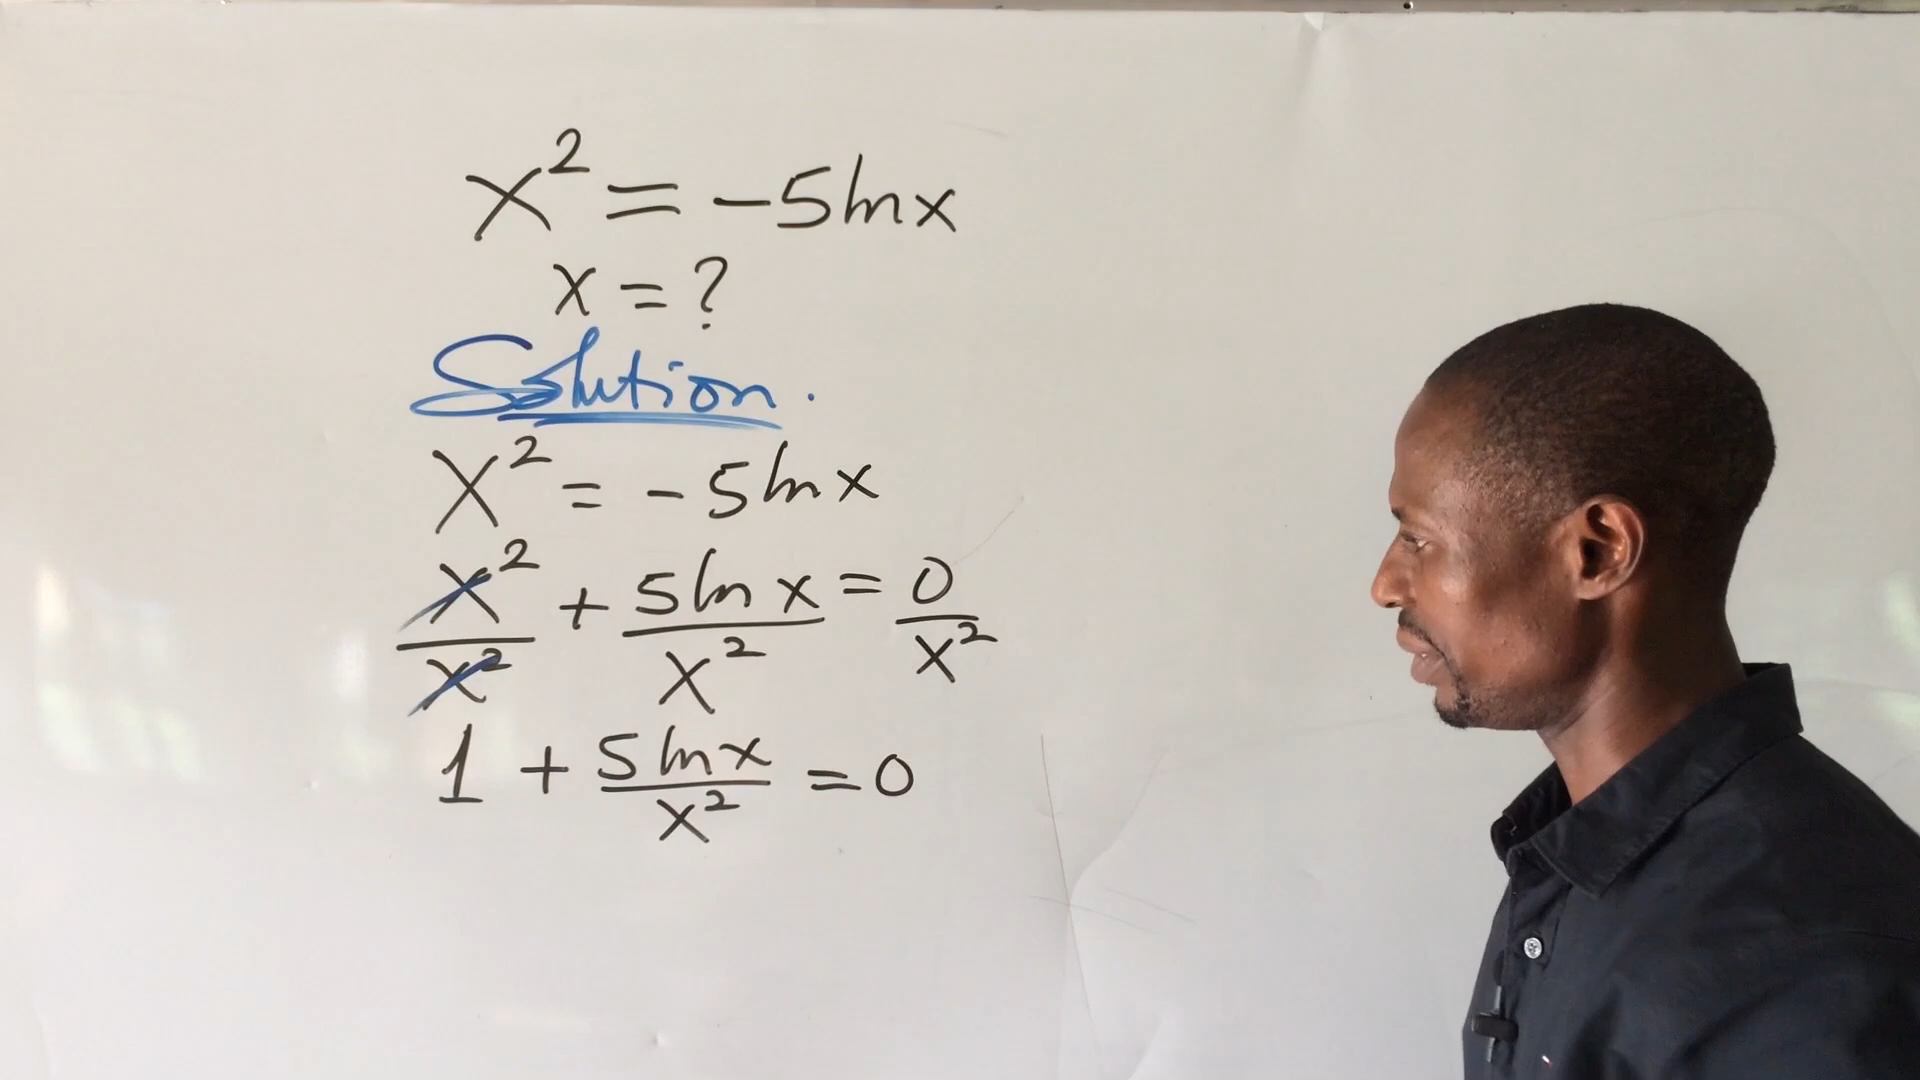 x² = -5lnx
x = ?
Solution.
x² = -5lnx
x²/x² + 5lnx/x² = 0/x²
1 + 5lnx/x² = 0